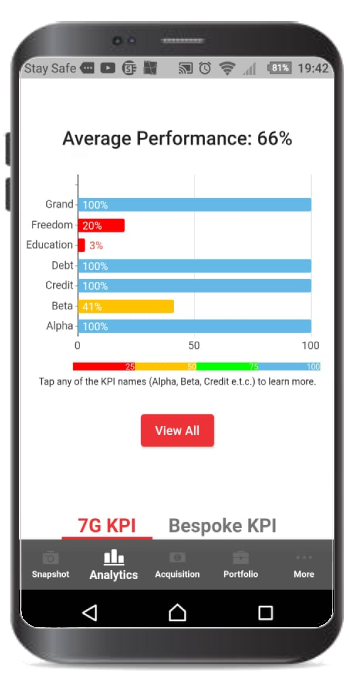 Stay Safe 81% 19:42
Average Performance: 66%
Grand 100%
Freedom 20%
Education 3%
Debt 100%
Credit 100%
Beta 41%
Alpha 100%
0 50 100
25 50 75 100
Tap any of the KPI names (Alpha, Beta, Credit e.t.c.) to learn more.
View All
7G KPI Bespoke KPI
Snapshot Analytics Acquisition Portfolio More